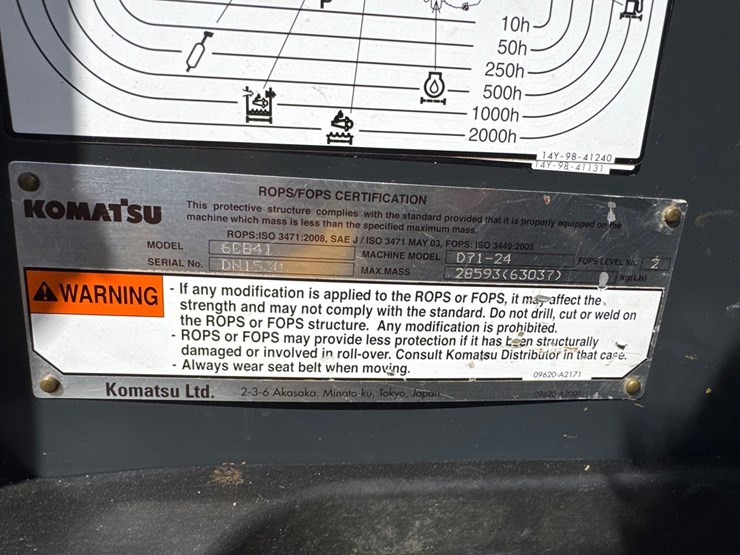 10h
50h
250h
500h
1000h
2000h
14Y-98-41240
14Y-98-41131
ROPS/FOPS CERTIFICATION
KOMATSU
This protective structure complies with the standard provided that it is properly equipped on the
machine which mass is less than the specified maximum mass.
ROPS:ISO 3471:2008, SAE J / ISO 3471 MAY 03, FOPS: ISO 3449:2005
MODEL 6CB41 MACHINE MODEL D71-24 FOPS LEVEL No. 2
SERIAL No. DN1530 MAX.MASS 28593(63037) kg(Lb)
WARNING
- If any modification is applied to the ROPS or FOPS, it may affect the
strength and may not comply with the standard. Do not drill, cut or weld on
the ROPS or FOPS structure. Any modification is prohibited.
- ROPS or FOPS may provide less protection if it has been structurally
damaged or involved in roll-over. Consult Komatsu Distributor in that case.
- Always wear seat belt when moving.
09620-A2171
Komatsu Ltd. 2-3-6 Akasaka, Minato-ku, Tokyo, Japan
09620-A2001